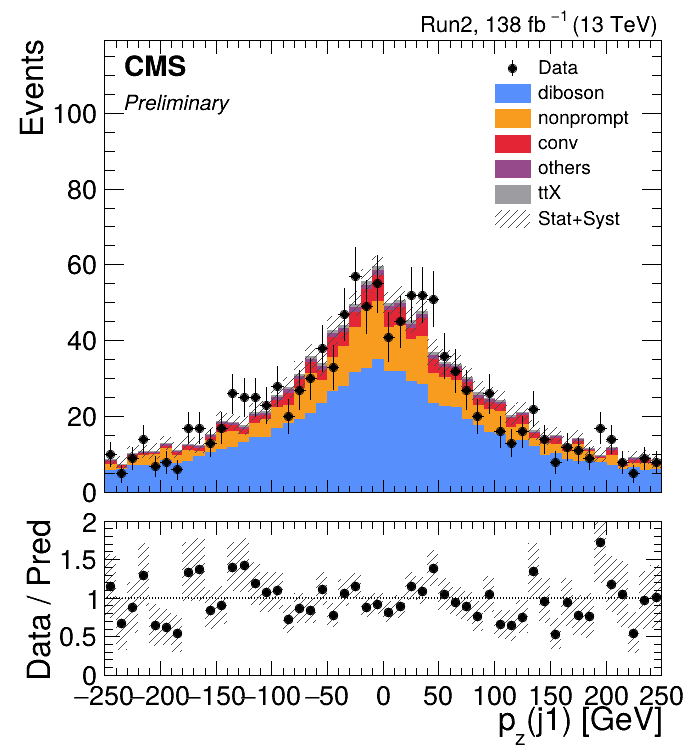 Run2, 138 fb⁻¹ (13 TeV)
CMS
Preliminary
Events
Data
diboson
nonprompt
conv
others
ttX
Stat+Syst
100
80
60
40
20
0
Data / Pred
2
1.5
1
0.5
0
−250 −200 −150 −100 −50 0 50 100 150 200 250
p_z(j1) [GeV]